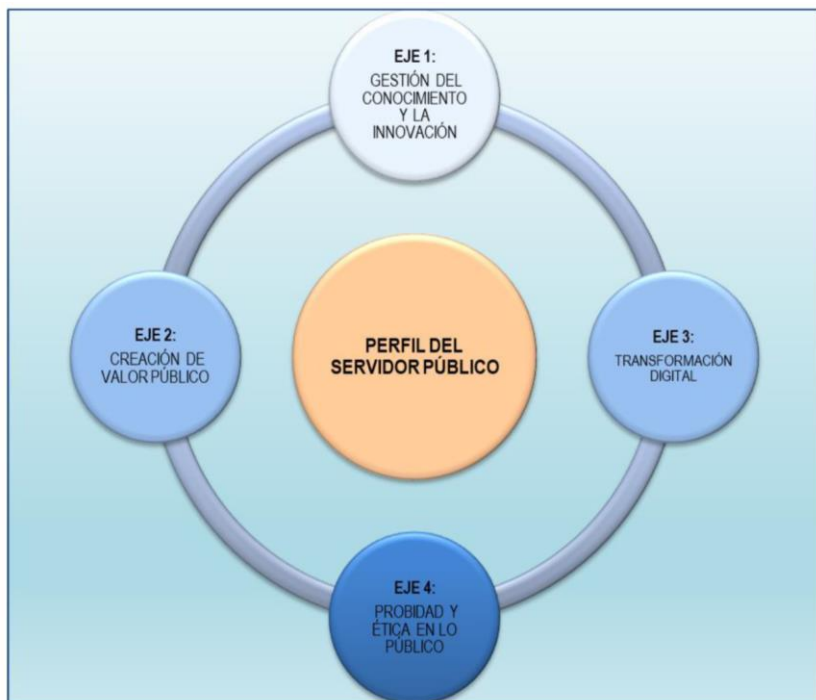 EJE 1:
GESTIÓN DEL
CONOCIMIENTO
Y LA
INNOVACIÓN
EJE 2:
CREACIÓN DE
VALOR PÚBLICO
PERFIL DEL
SERVIDOR PÚBLICO
EJE 3:
TRANSFORMACIÓN
DIGITAL
EJE 4:
PROBIDAD Y
ÉTICA EN LO
PÚBLICO